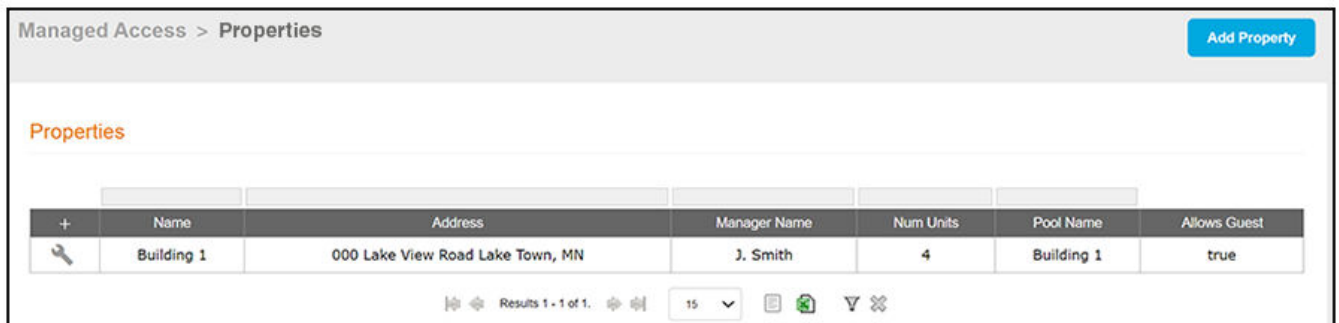 Managed Access > Properties
Add Property
Properties
+ Name Address Manager Name Num Units Pool Name Allows Guest
Building 1 000 Lake View Road Lake Town, MN J. Smith 4 Building 1 true
Results 1 - 1 of 1. 15